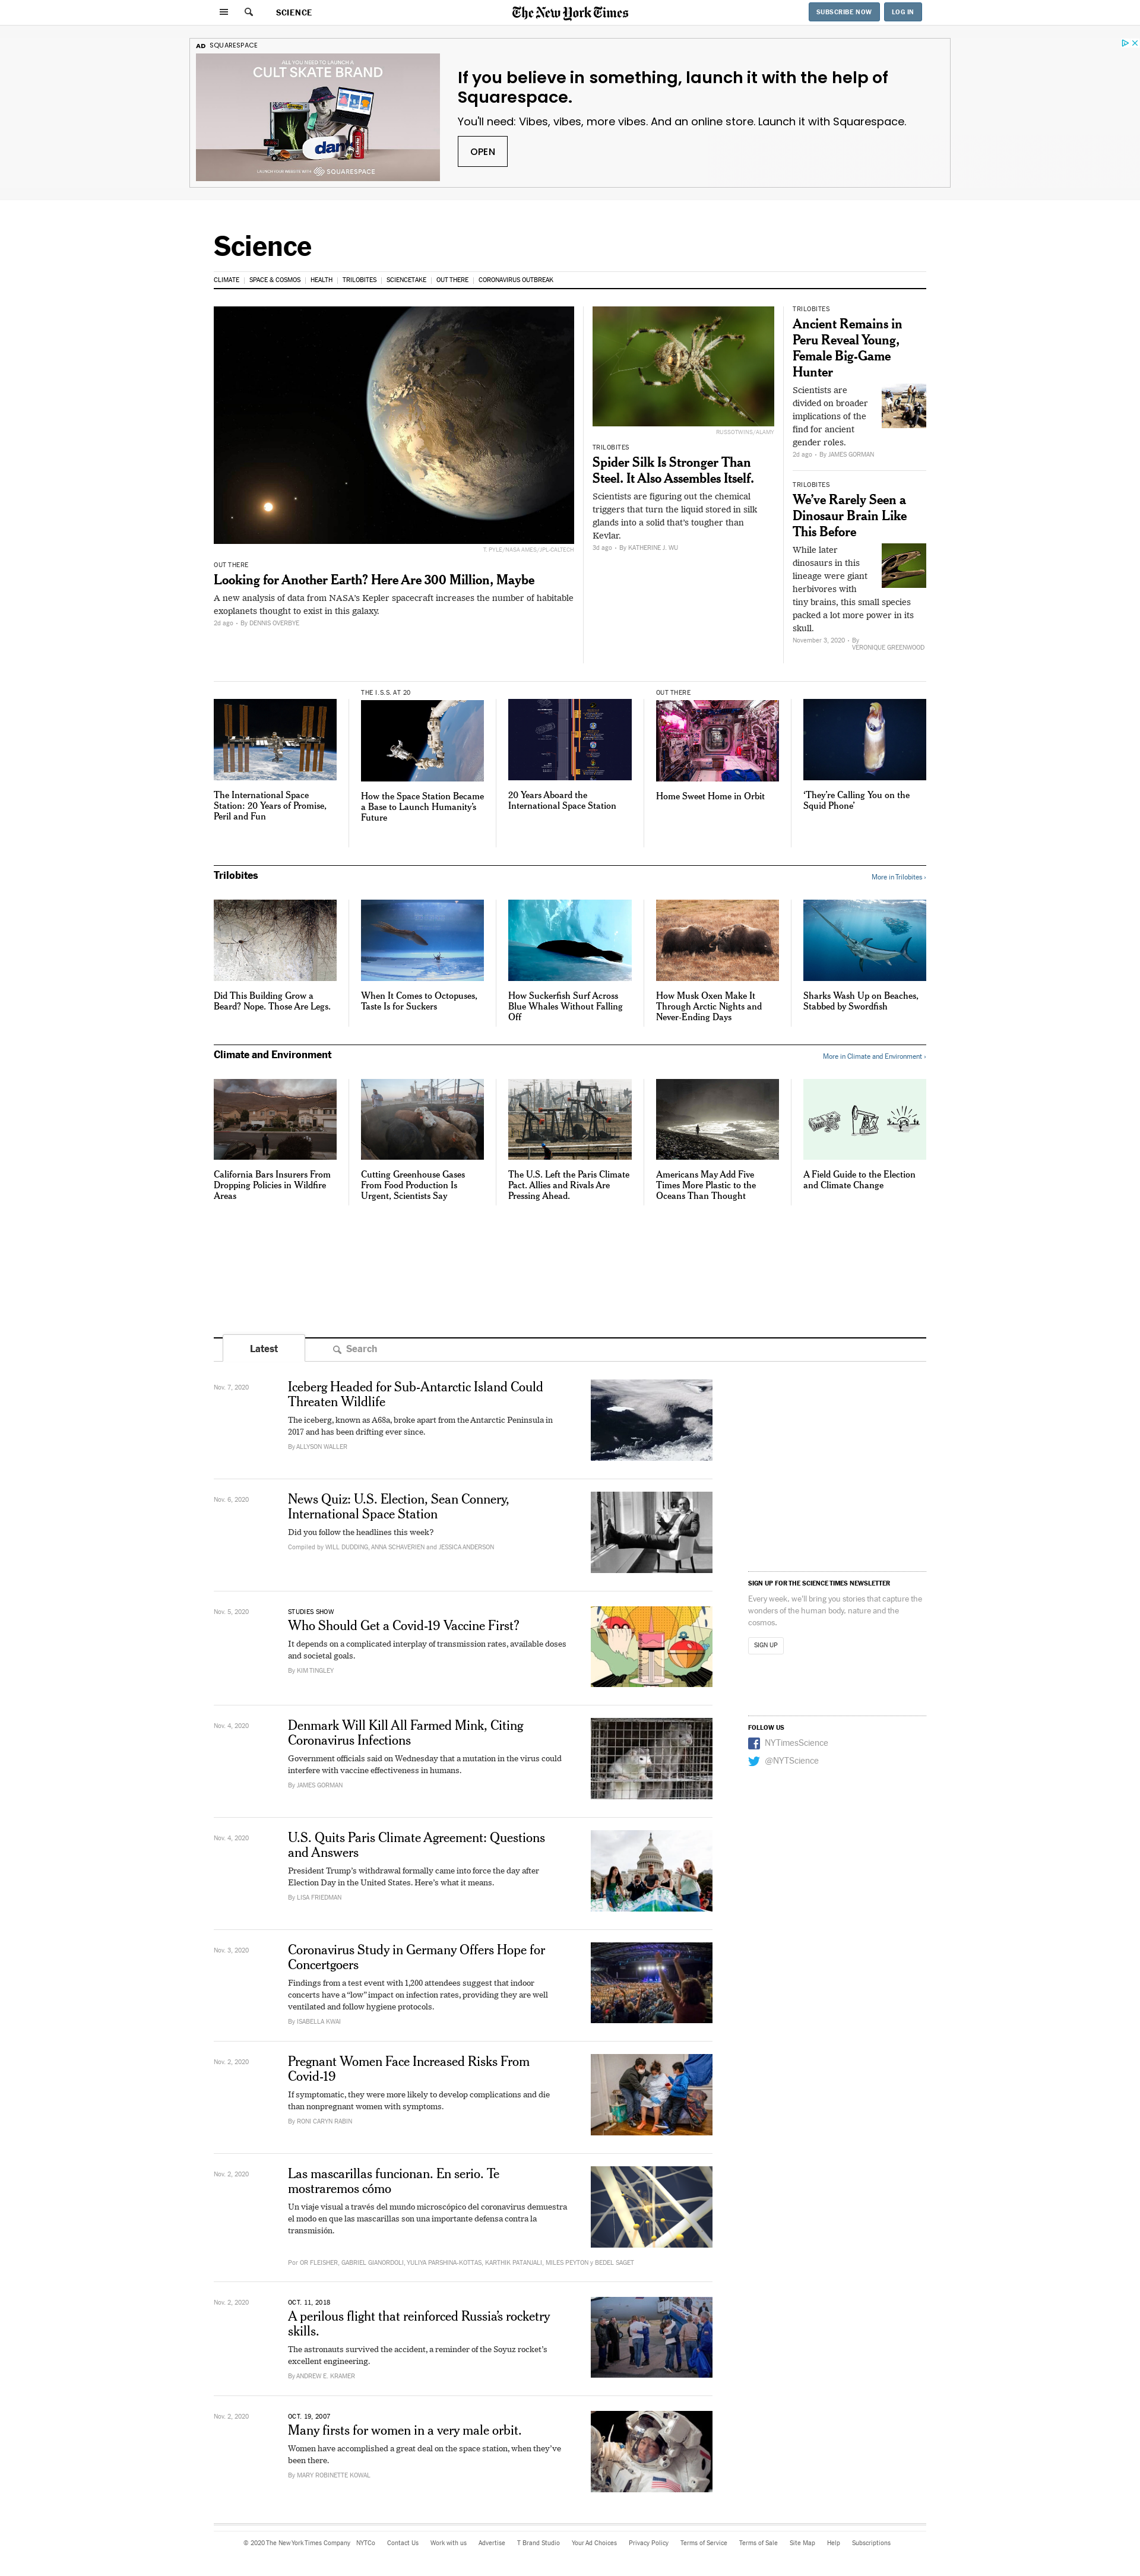 SCIENCE
The New York Times
SUBSCRIBE NOW
LOG IN
AD SQUARESPACE
ALL YOU NEED TO LAUNCH A
CULT SKATE BRAND
dan
LAUNCH YOUR WEBSITE WITH SQUARESPACE
If you believe in something, launch it with the help of
Squarespace.
You'll need: Vibes, vibes, more vibes. And an online store. Launch it with Squarespace.
OPEN
Science
CLIMATE | SPACE & COSMOS | HEALTH | TRILOBITES | SCIENCETAKE | OUT THERE | CORONAVIRUS OUTBREAK
T. PYLE/NASA AMES/JPL-CALTECH
OUT THERE
Looking for Another Earth? Here Are 300 Million, Maybe
A new analysis of data from NASA's Kepler spacecraft increases the number of habitable
exoplanets thought to exist in this galaxy.
2d ago · By DENNIS OVERBYE
RUSSOTWINS/ALAMY
TRILOBITES
Spider Silk Is Stronger Than
Steel. It Also Assembles Itself.
Scientists are figuring out the chemical
triggers that turn the liquid stored in silk
glands into a solid that's tougher than
Kevlar.
3d ago · By KATHERINE J. WU
TRILOBITES
Ancient Remains in
Peru Reveal Young,
Female Big-Game
Hunter
Scientists are
divided on broader
implications of the
find for ancient
gender roles.
2d ago · By JAMES GORMAN
TRILOBITES
We've Rarely Seen a
Dinosaur Brain Like
This Before
While later
dinosaurs in this
lineage were giant
herbivores with
tiny brains, this small species
packed a lot more power in its
skull.
November 3, 2020 · By
VERONIQUE GREENWOOD
The International Space
Station: 20 Years of Promise,
Peril and Fun
THE I.S.S. AT 20
How the Space Station Became
a Base to Launch Humanity's
Future
20 Years Aboard the
International Space Station
OUT THERE
Home Sweet Home in Orbit
'They're Calling You on the
Squid Phone'
Trilobites
More in Trilobites ›
Did This Building Grow a
Beard? Nope. Those Are Legs.
When It Comes to Octopuses,
Taste Is for Suckers
How Suckerfish Surf Across
Blue Whales Without Falling
Off
How Musk Oxen Make It
Through Arctic Nights and
Never-Ending Days
Sharks Wash Up on Beaches,
Stabbed by Swordfish
Climate and Environment
More in Climate and Environment ›
California Bars Insurers From
Dropping Policies in Wildfire
Areas
Cutting Greenhouse Gases
From Food Production Is
Urgent, Scientists Say
The U.S. Left the Paris Climate
Pact. Allies and Rivals Are
Pressing Ahead.
Americans May Add Five
Times More Plastic to the
Oceans Than Thought
A Field Guide to the Election
and Climate Change
Latest
Search
Nov. 7, 2020
Iceberg Headed for Sub-Antarctic Island Could
Threaten Wildlife
The iceberg, known as A68a, broke apart from the Antarctic Peninsula in
2017 and has been drifting ever since.
By ALLYSON WALLER
Nov. 6, 2020
News Quiz: U.S. Election, Sean Connery,
International Space Station
Did you follow the headlines this week?
Compiled by WILL DUDDING, ANNA SCHAVERIEN and JESSICA ANDERSON
SIGN UP FOR THE SCIENCE TIMES NEWSLETTER
Every week, we'll bring you stories that capture the
wonders of the human body, nature and the
cosmos.
SIGN UP
Nov. 5, 2020
STUDIES SHOW
Who Should Get a Covid-19 Vaccine First?
It depends on a complicated interplay of transmission rates, available doses
and societal goals.
By KIM TINGLEY
FOLLOW US
NYTimesScience
@NYTScience
Nov. 4, 2020
Denmark Will Kill All Farmed Mink, Citing
Coronavirus Infections
Government officials said on Wednesday that a mutation in the virus could
interfere with vaccine effectiveness in humans.
By JAMES GORMAN
Nov. 4, 2020
U.S. Quits Paris Climate Agreement: Questions
and Answers
President Trump's withdrawal formally came into force the day after
Election Day in the United States. Here's what it means.
By LISA FRIEDMAN
Nov. 3, 2020
Coronavirus Study in Germany Offers Hope for
Concertgoers
Findings from a test event with 1,200 attendees suggest that indoor
concerts have a "low" impact on infection rates, providing they are well
ventilated and follow hygiene protocols.
By ISABELLA KWAI
Nov. 2, 2020
Pregnant Women Face Increased Risks From
Covid-19
If symptomatic, they were more likely to develop complications and die
than nonpregnant women with symptoms.
By RONI CARYN RABIN
Nov. 2, 2020
Las mascarillas funcionan. En serio. Te
mostraremos cómo
Un viaje visual a través del mundo microscópico del coronavirus demuestra
el modo en que las mascarillas son una importante defensa contra la
transmisión.
Por OR FLEISHER, GABRIEL GIANORDOLI, YULIYA PARSHINA-KOTTAS, KARTHIK PATANJALI, MILES PEYTON y BEDEL SAGET
Nov. 2, 2020
OCT. 11, 2018
A perilous flight that reinforced Russia's rocketry
skills.
The astronauts survived the accident, a reminder of the Soyuz rocket's
excellent engineering.
By ANDREW E. KRAMER
Nov. 2, 2020
OCT. 19, 2007
Many firsts for women in a very male orbit.
Women have accomplished a great deal on the space station, when they've
been there.
By MARY ROBINETTE KOWAL
© 2020 The New York Times Company NYTCo Contact Us Work with us Advertise T Brand Studio Your Ad Choices Privacy Policy Terms of Service Terms of Sale Site Map Help Subscriptions